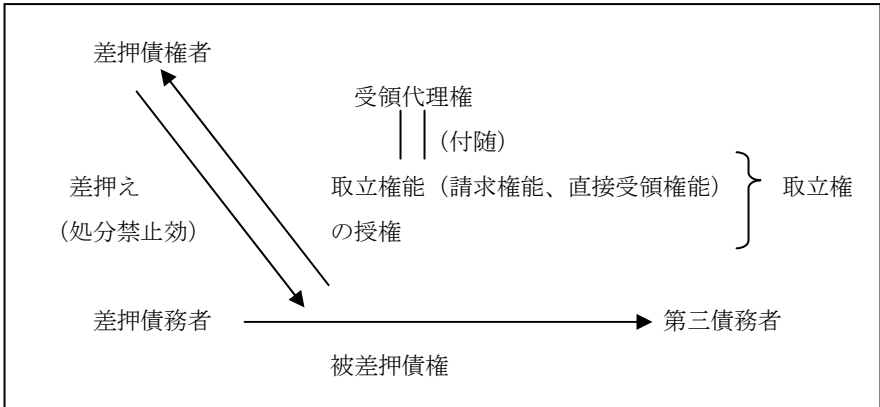 差押債権者
受領代理権
（付随）
差押え
（処分禁止効）
取立権能（請求権能、直接受領権能）
の授権
取立権
差押債務者
第三債務者
被差押債権